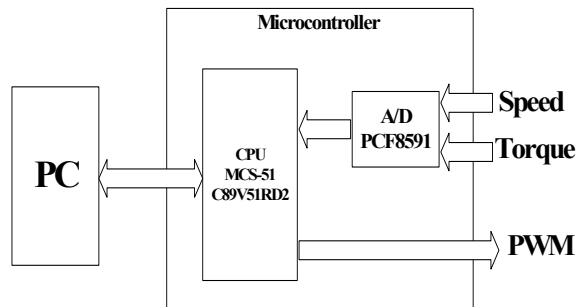 Microcontroller
PC
CPU
MCS-51
C89V51RD2
A/D
PCF8591
Speed
Torque
PWM